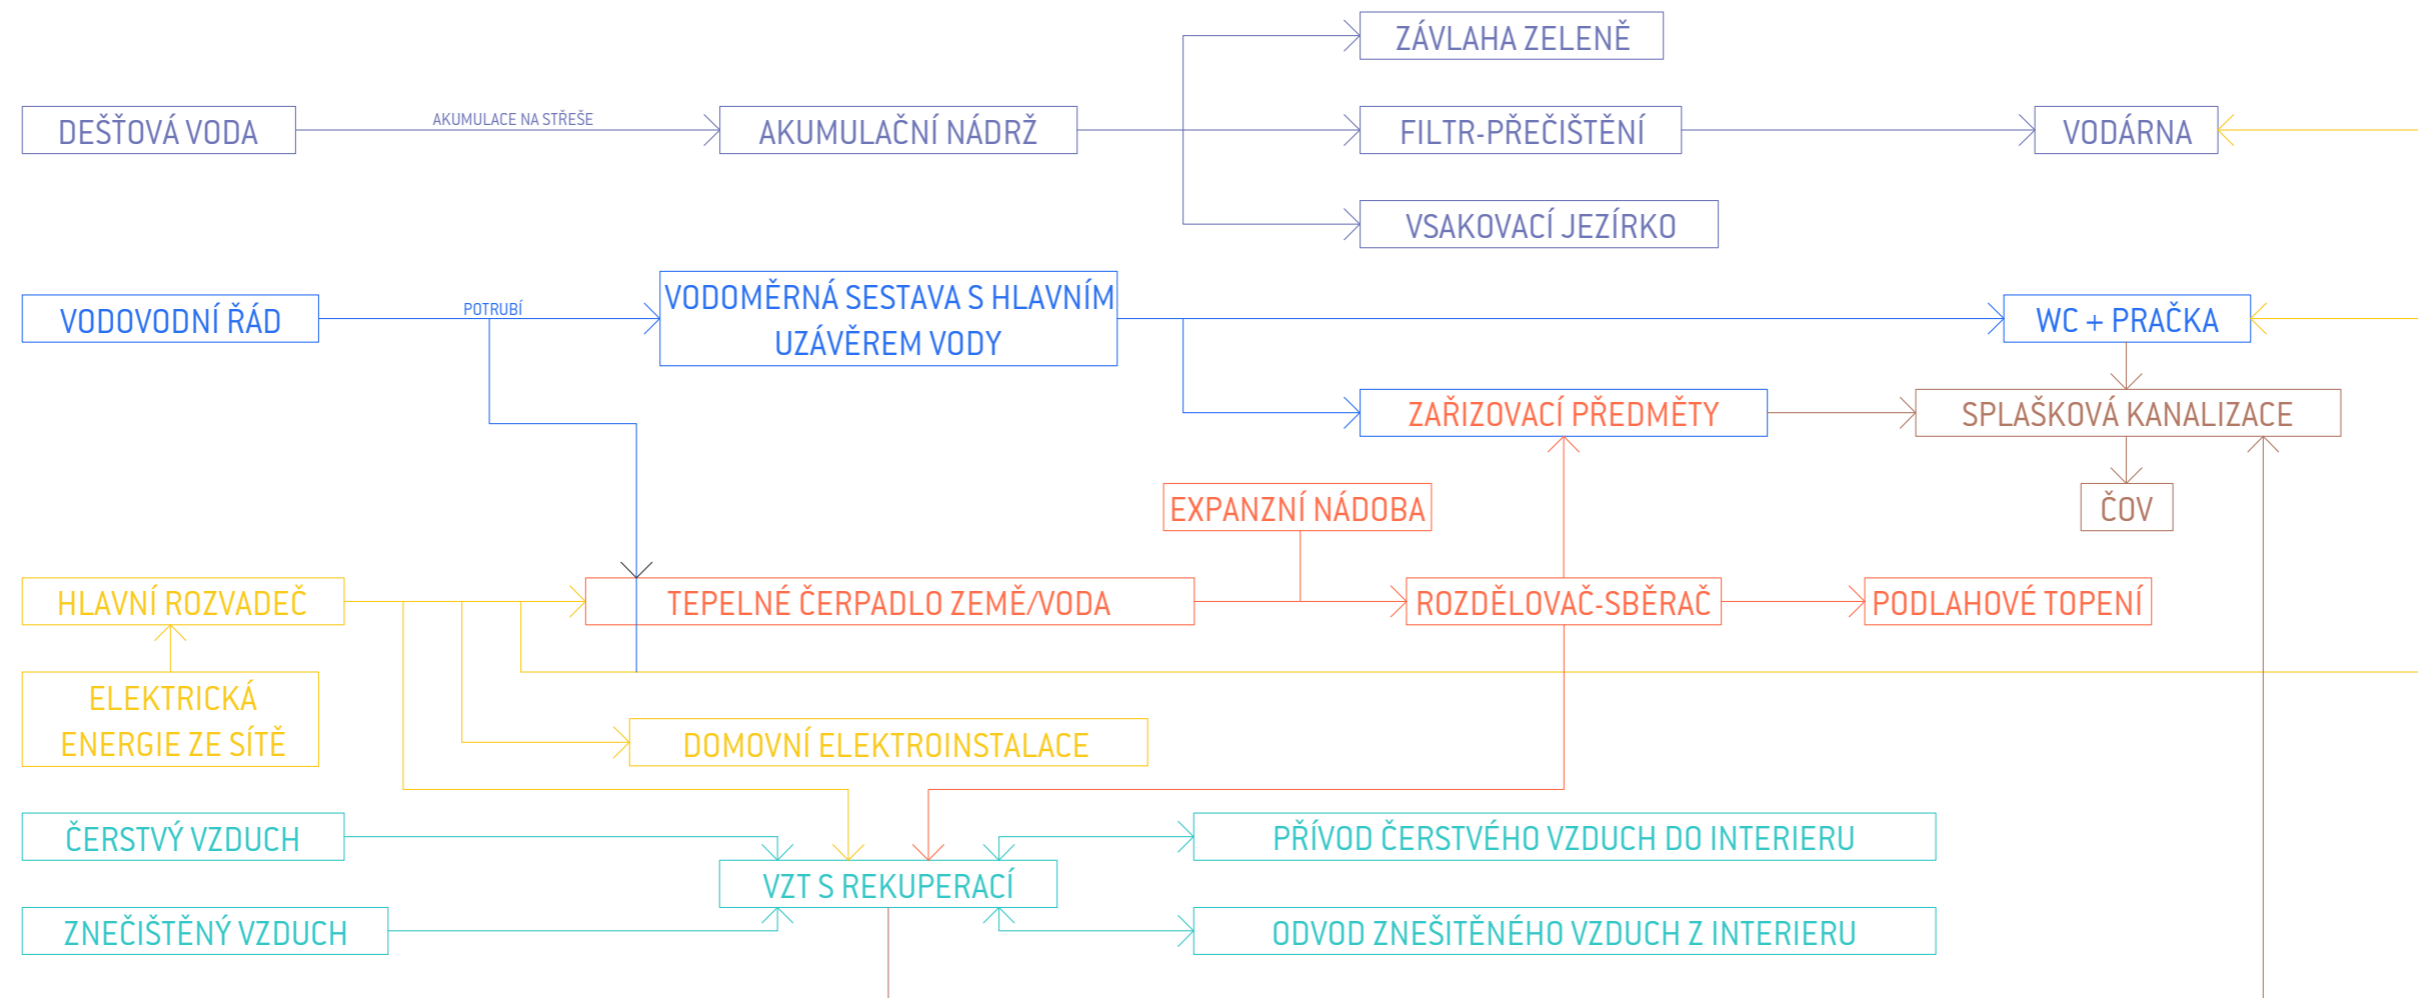 ZÁVLAHA ZELENĚ
DEŠŤOVÁ VODA
AKUMULACE NA STŘEŠE
AKUMULAČNÍ NÁDRŽ
FILTR-PŘEČIŠTĚNÍ
VODÁRNA
VSAKOVACÍ JEZÍRKO
VODOVODNÍ ŘÁD
POTRUBÍ
VODOMĚRNÁ SESTAVA S HLAVNÍM
UZÁVĚREM VODY
WC + PRAČKA
ZAŘIZOVACÍ PŘEDMĚTY
SPLAŠKOVÁ KANALIZACE
EXPANZNÍ NÁDOBA
ČOV
HLAVNÍ ROZVADEČ
TEPELNÉ ČERPADLO ZEMĚ/VODA
ROZDĚLOVAČ-SBĚRAČ
PODLAHOVÉ TOPENÍ
ELEKTRICKÁ
ENERGIE ZE SÍTĚ
DOMOVNÍ ELEKTROINSTALACE
ČERSTVÝ VZDUCH
PŘÍVOD ČERSTVÉHO VZDUCH DO INTERIERU
VZT S REKUPERACÍ
ZNEČIŠTĚNÝ VZDUCH
ODVOD ZNEŠITĚNÉHO VZDUCH Z INTERIERU